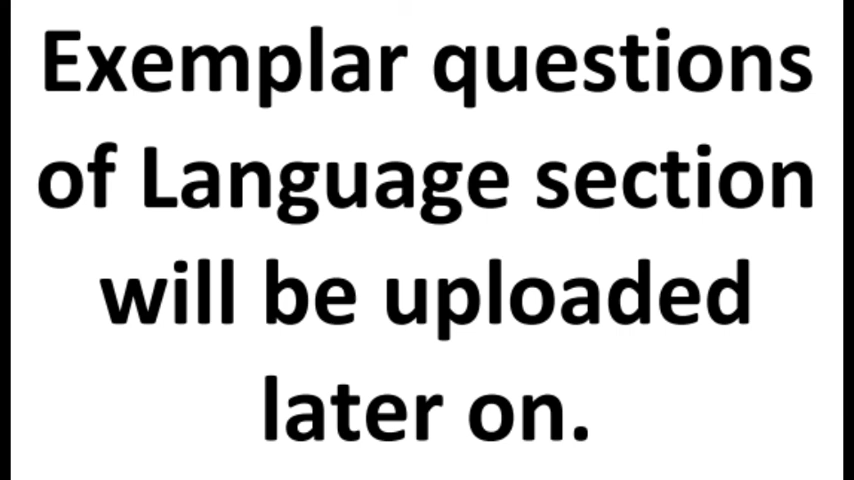 Exemplar questions
of Language section
will be uploaded
later on.